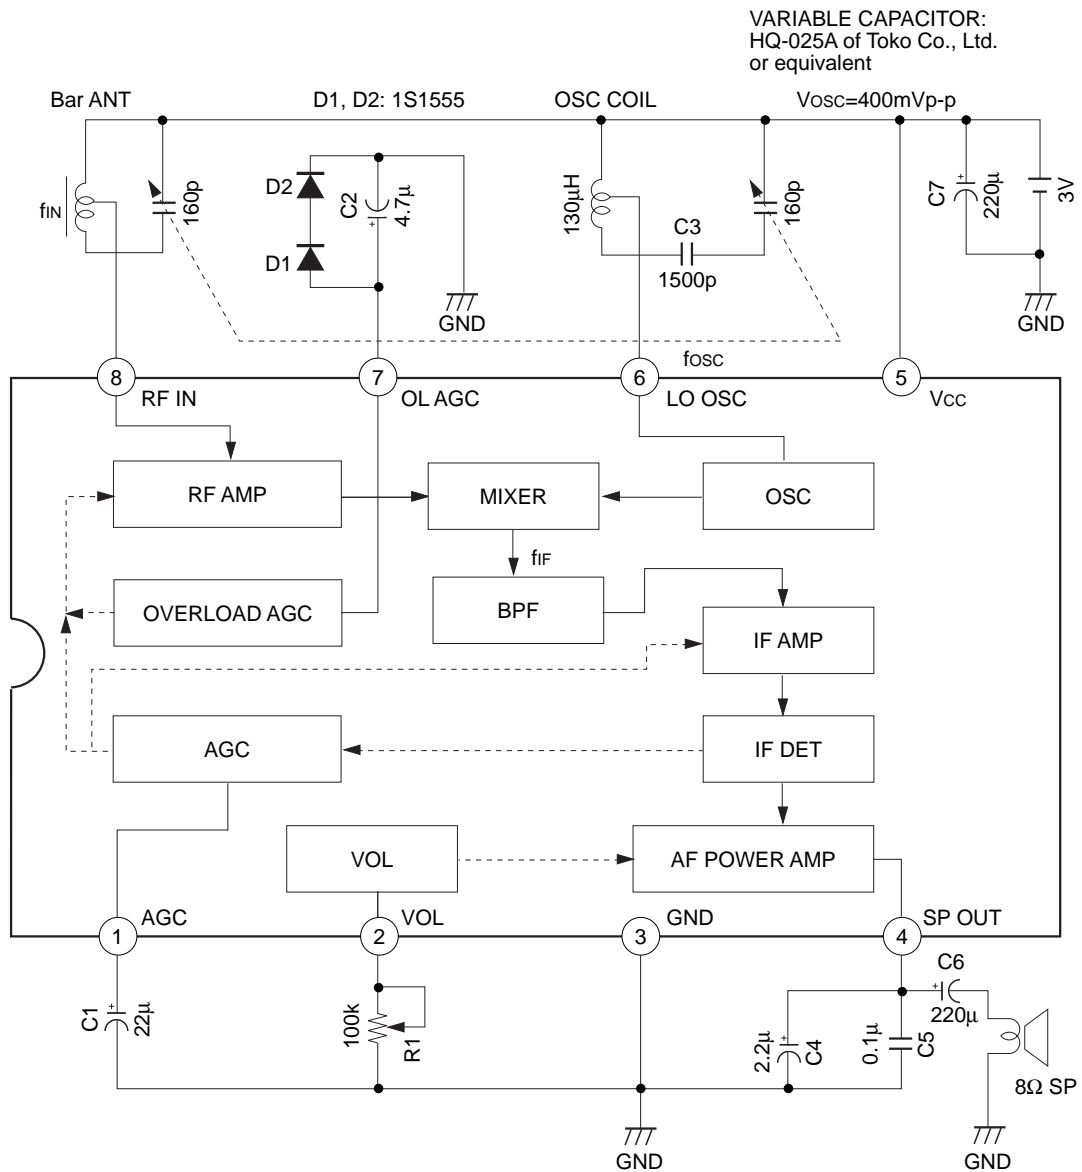 VARIABLE CAPACITOR:
HQ-025A of Toko Co., Ltd.
or equivalent
Bar ANT
D1, D2: 1S1555
OSC COIL
VOSC=400mVp-p
fIN
160p
D2
D1
C2
4.7μ
GND
130μH
C3
1500p
160p
C7
220μ
3V
GND
fOSC
8
7
6
5
RF IN
OL AGC
LO OSC
VCC
RF AMP
MIXER
OSC
fIF
OVERLOAD AGC
BPF
IF AMP
AGC
IF DET
VOL
AF POWER AMP
AGC
VOL
GND
SP OUT
1
2
3
4
C1
22μ
100k
R1
2.2μ
C4
0.1μ
C5
C6
220μ
8Ω SP
GND
GND